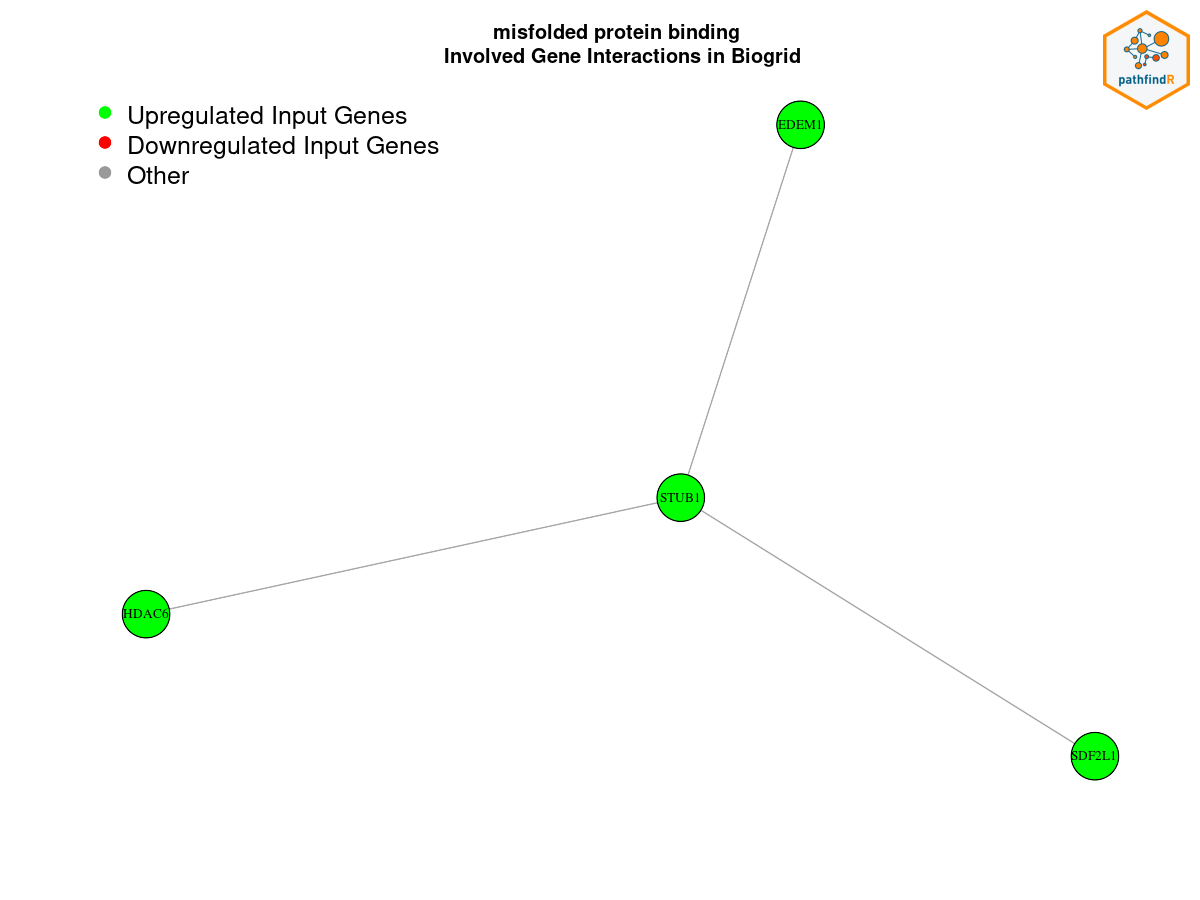 misfolded protein binding
Involved Gene Interactions in Biogrid
pathfindR
Upregulated Input Genes
Downregulated Input Genes
Other
EDEM1
STUB1
HDAC6
SDF2L1